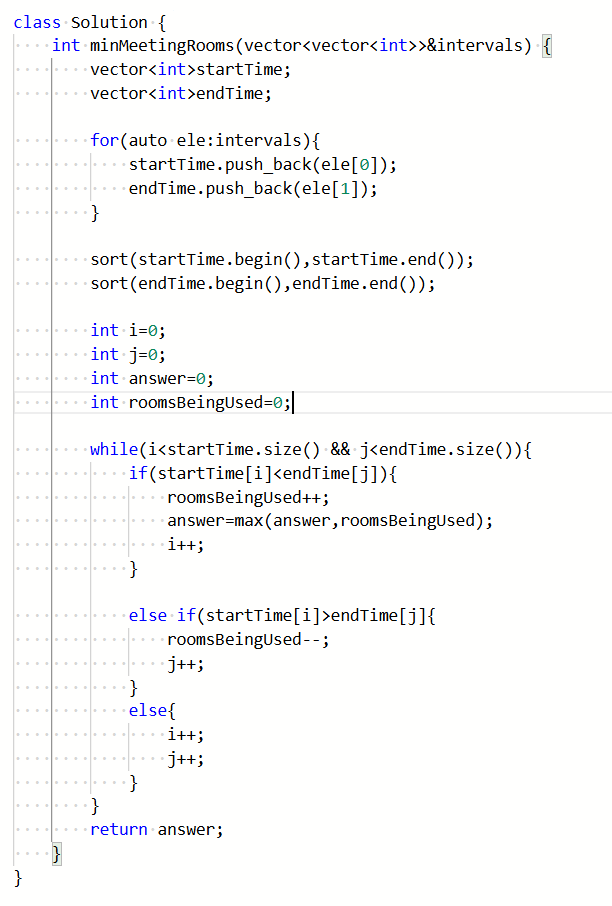 class Solution {
    int minMeetingRooms(vector<vector<int>>&intervals) {
        vector<int>startTime;
        vector<int>endTime;

        for(auto ele:intervals){
            startTime.push_back(ele[0]);
            endTime.push_back(ele[1]);
        }

        sort(startTime.begin(),startTime.end());
        sort(endTime.begin(),endTime.end());

        int i=0;
        int j=0;
        int answer=0;
        int roomsBeingUsed=0;

        while(i<startTime.size() && j<endTime.size()){
            if(startTime[i]<endTime[j]){
                roomsBeingUsed++;
                answer=max(answer,roomsBeingUsed);
                i++;
            }

            else if(startTime[i]>endTime[j]{
                roomsBeingUsed--;
                j++;
            }
            else{
                i++;
                j++;
            }
        }
        return answer;
    }
}